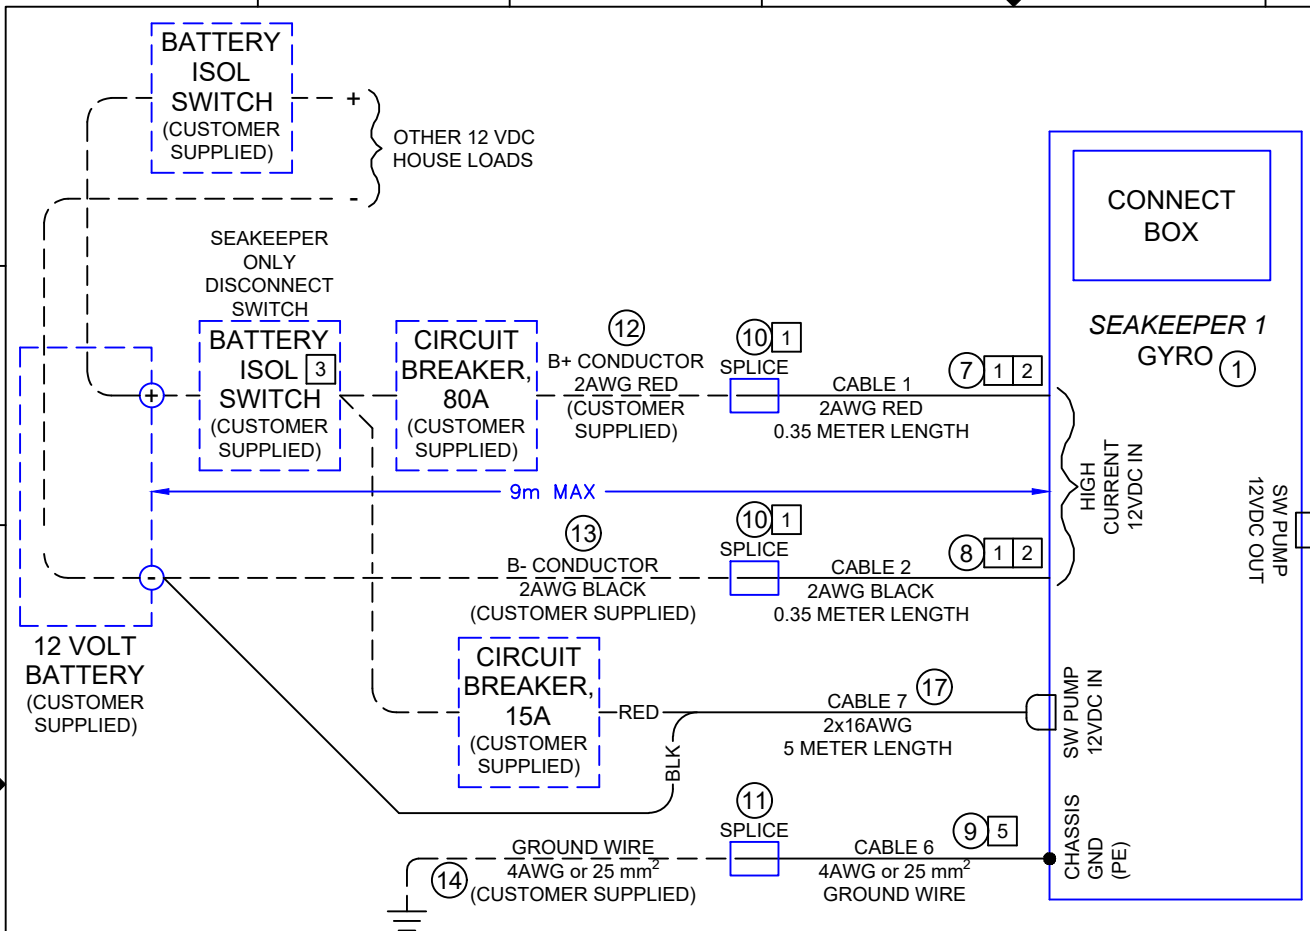 BATTERY
ISOL
SWITCH
(CUSTOMER
SUPPLIED)
+
-
OTHER 12 VDC
HOUSE LOADS
SEAKEEPER
ONLY
DISCONNECT
SWITCH
BATTERY
ISOL 3
SWITCH
(CUSTOMER
SUPPLIED)
CIRCUIT
BREAKER,
80A
(CUSTOMER
SUPPLIED)
12
B+ CONDUCTOR
2AWG RED
(CUSTOMER
SUPPLIED)
10 1
SPLICE
CABLE 1
2AWG RED
0.35 METER LENGTH
7 1 2
CONNECT
BOX
SEAKEEPER 1
GYRO 1
HIGH
CURRENT
12VDC IN
SW PUMP
12VDC OUT
+
9m MAX
-
12 VOLT
BATTERY
(CUSTOMER
SUPPLIED)
13
B- CONDUCTOR
2AWG BLACK
(CUSTOMER SUPPLIED)
10 1
SPLICE
CABLE 2
2AWG BLACK
0.35 METER LENGTH
8 1 2
CIRCUIT
BREAKER,
15A
(CUSTOMER
SUPPLIED)
RED
BLK
CABLE 7 17
2x16AWG
5 METER LENGTH
SW PUMP
12VDC IN
14
GROUND WIRE
4AWG or 25 mm²
(CUSTOMER SUPPLIED)
11
SPLICE
CABLE 6
4AWG or 25 mm²
GROUND WIRE
9 5
CHASSIS
GND
(PE)